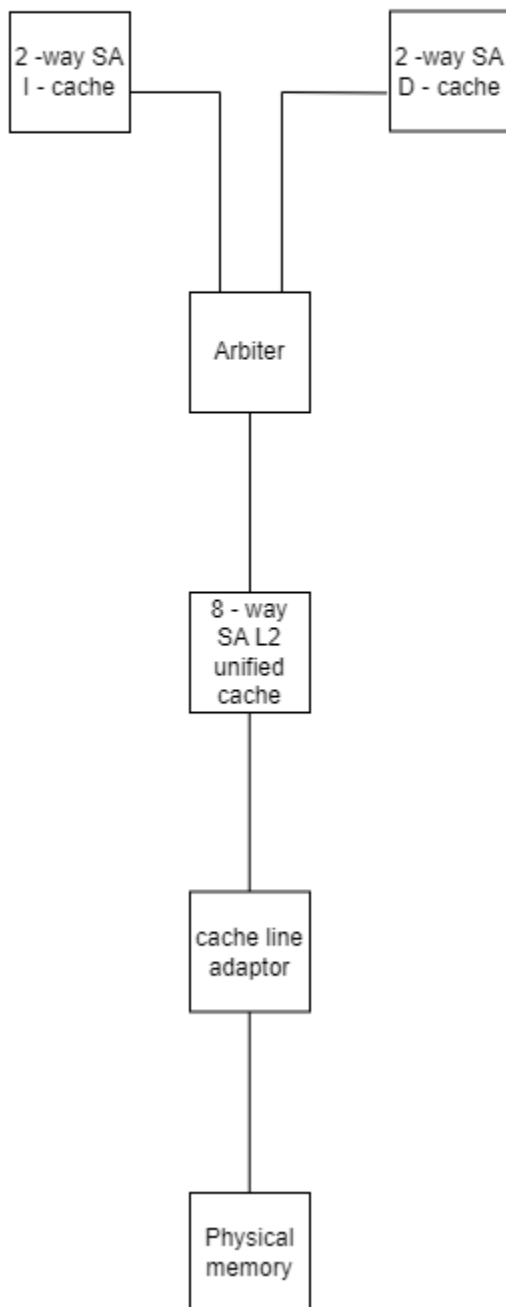 2 -way SA
I - cache
2 -way SA
D - cache
Arbiter
8 - way
SA L2
unified
cache
cache line
adaptor
Physical
memory